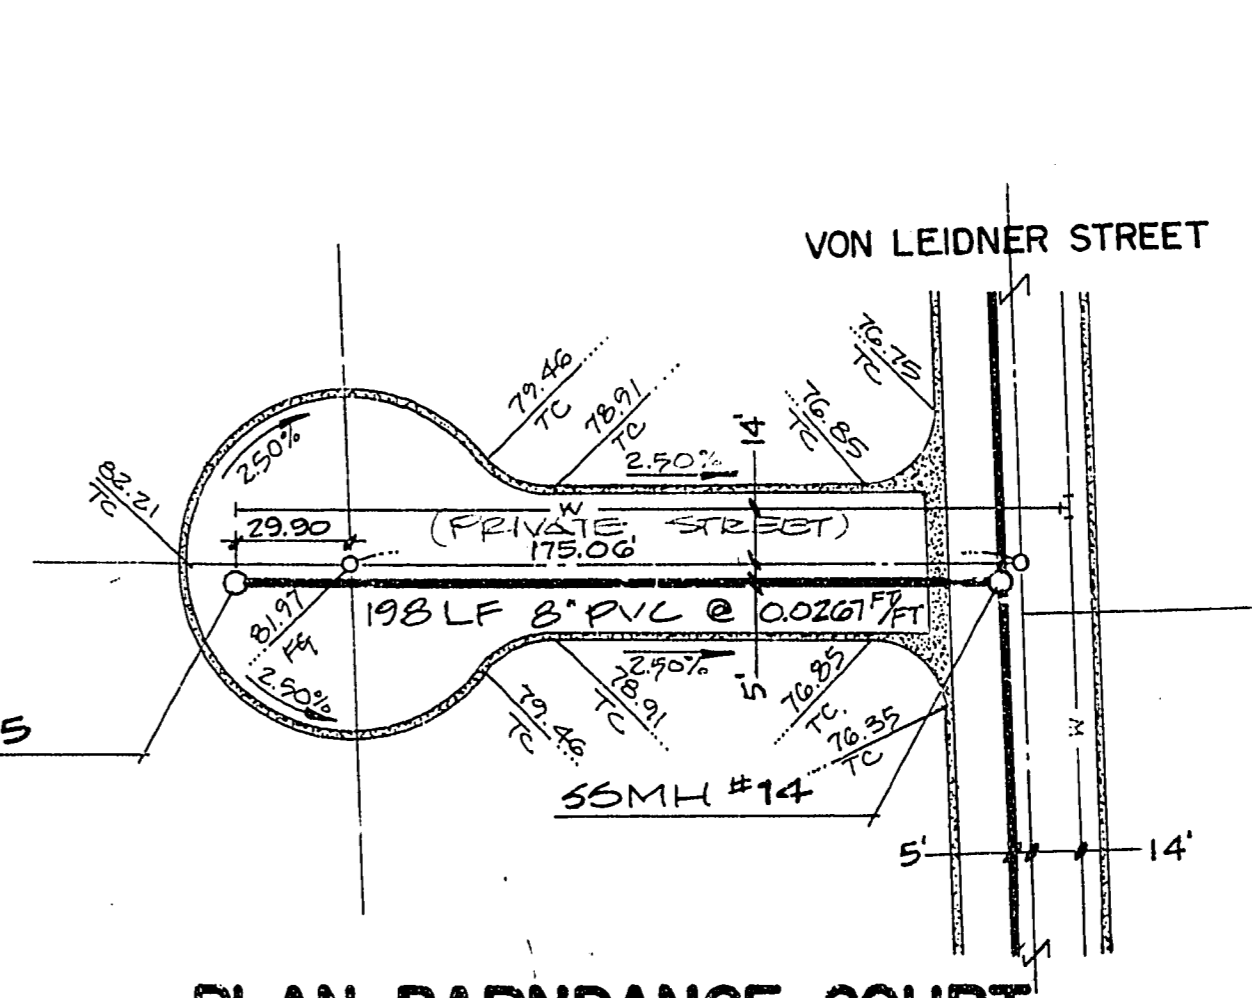 VON LEIDNER STREET
76.75
TC
79.46
TC
78.91
TC
76.85
TC
14'
2.50%
2.50%
82.21
TC
W
(PRIVATE STREET)
29.90
175.06'
198 LF 8" PVC @ 0.0267 FT/FT
81.97
FG
2.50%
2.50%
5'
79.46
TC
78.91
TC
76.85
TC.
76.35
TC
5
SSMH #14
W
5'
14'
PLAN BARNDANCE COURT